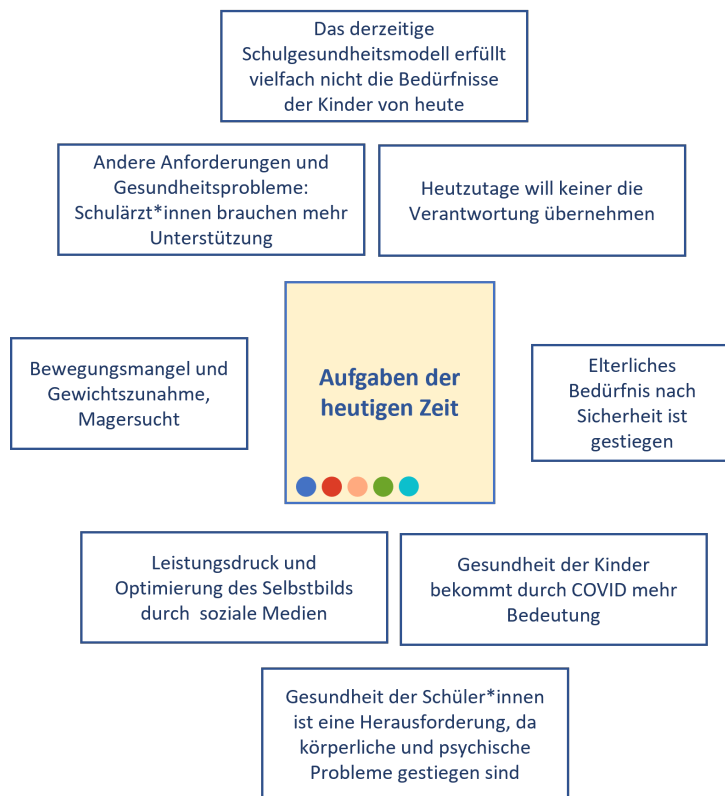 Das derzeitige
Schulgesundheitsmodell erfüllt
vielfach nicht die Bedürfnisse
der Kinder von heute
Andere Anforderungen und
Gesundheitsprobleme:
Schulärzt*innen brauchen mehr
Unterstützung
Heutzutage will keiner die
Verantwortung übernehmen
Bewegungsmangel und
Gewichtszunahme,
Magersucht
Aufgaben der
heutigen Zeit
Elterliches
Bedürfnis nach
Sicherheit ist
gestiegen
Leistungsdruck und
Optimierung des Selbstbilds
durch  soziale Medien
Gesundheit der Kinder
bekommt durch COVID mehr
Bedeutung
Gesundheit der Schüler*innen
ist eine Herausforderung, da
körperliche und psychische
Probleme gestiegen sind